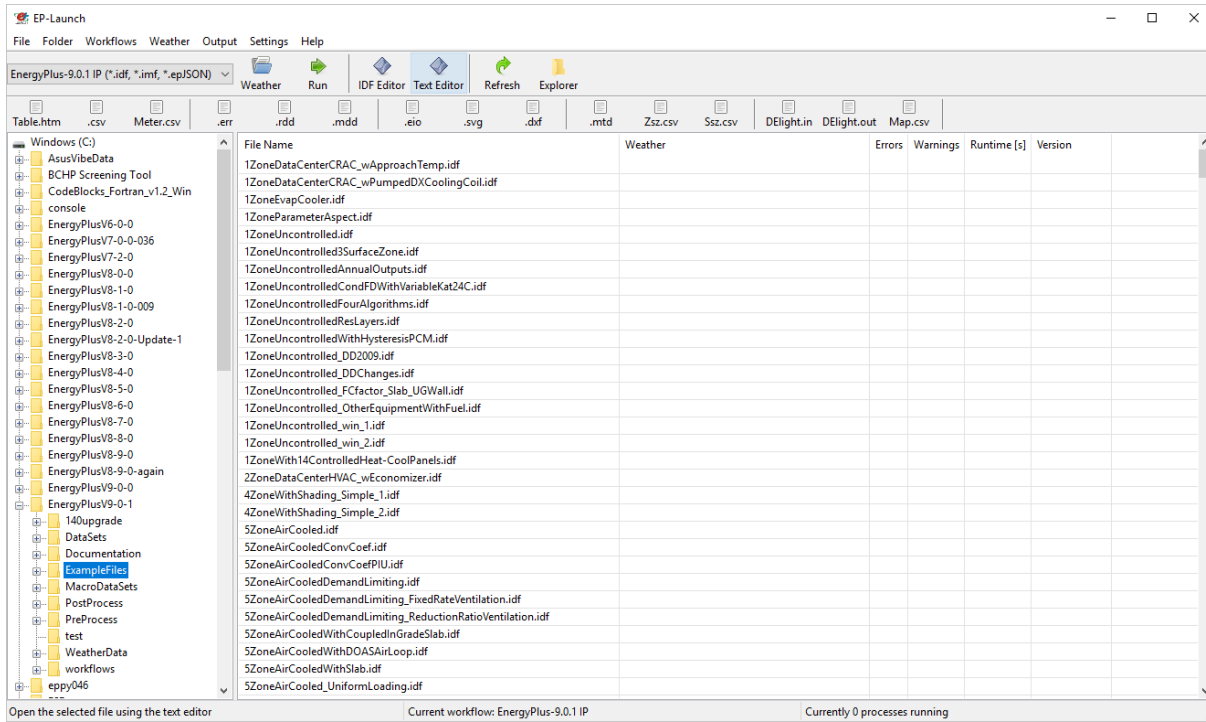 EP-Launch
File Folder Workflows Weather Output Settings Help
EnergyPlus-9.0.1 IP (*.idf, *.imf, *.epJSON)
Weather Run IDF Editor Text Editor Refresh Explorer
Table.htm .csv Meter.csv .err .rdd .mdd .eio .svg .dxf .mtd Zsz.csv Ssz.csv DElight.in DElight.out Map.csv
Windows (C:)
AsusVibeData
BCHP Screening Tool
CodeBlocks_Fortran_v1.2_Win
console
EnergyPlusV6-0-0
EnergyPlusV7-0-0-036
EnergyPlusV7-2-0
EnergyPlusV8-0-0
EnergyPlusV8-1-0
EnergyPlusV8-1-0-009
EnergyPlusV8-2-0
EnergyPlusV8-2-0-Update-1
EnergyPlusV8-3-0
EnergyPlusV8-4-0
EnergyPlusV8-5-0
EnergyPlusV8-6-0
EnergyPlusV8-7-0
EnergyPlusV8-8-0
EnergyPlusV8-9-0
EnergyPlusV8-9-0-again
EnergyPlusV9-0-0
EnergyPlusV9-0-1
140upgrade
DataSets
Documentation
ExampleFiles
MacroDataSets
PostProcess
PreProcess
test
WeatherData
workflows
eppy046
File Name Weather Errors Warnings Runtime [s] Version
1ZoneDataCenterCRAC_wApproachTemp.idf
1ZoneDataCenterCRAC_wPumpedDXCoolingCoil.idf
1ZoneEvapCooler.idf
1ZoneParameterAspect.idf
1ZoneUncontrolled.idf
1ZoneUncontrolled3SurfaceZone.idf
1ZoneUncontrolledAnnualOutputs.idf
1ZoneUncontrolledCondFDWithVariableKat24C.idf
1ZoneUncontrolledFourAlgorithms.idf
1ZoneUncontrolledResLayers.idf
1ZoneUncontrolledWithHysteresisPCM.idf
1ZoneUncontrolled_DD2009.idf
1ZoneUncontrolled_DDChanges.idf
1ZoneUncontrolled_FCfactor_Slab_UGWall.idf
1ZoneUncontrolled_OtherEquipmentWithFuel.idf
1ZoneUncontrolled_win_1.idf
1ZoneUncontrolled_win_2.idf
1ZoneWith14ControlledHeat-CoolPanels.idf
2ZoneDataCenterHVAC_wEconomizer.idf
4ZoneWithShading_Simple_1.idf
4ZoneWithShading_Simple_2.idf
5ZoneAirCooled.idf
5ZoneAirCooledConvCoef.idf
5ZoneAirCooledConvCoefPIU.idf
5ZoneAirCooledDemandLimiting.idf
5ZoneAirCooledDemandLimiting_FixedRateVentilation.idf
5ZoneAirCooledDemandLimiting_ReductionRatioVentilation.idf
5ZoneAirCooledWithCoupledInGradeSlab.idf
5ZoneAirCooledWithDOASAirLoop.idf
5ZoneAirCooledWithSlab.idf
5ZoneAirCooled_UniformLoading.idf
Open the selected file using the text editor Current workflow: EnergyPlus-9.0.1 IP Currently 0 processes running